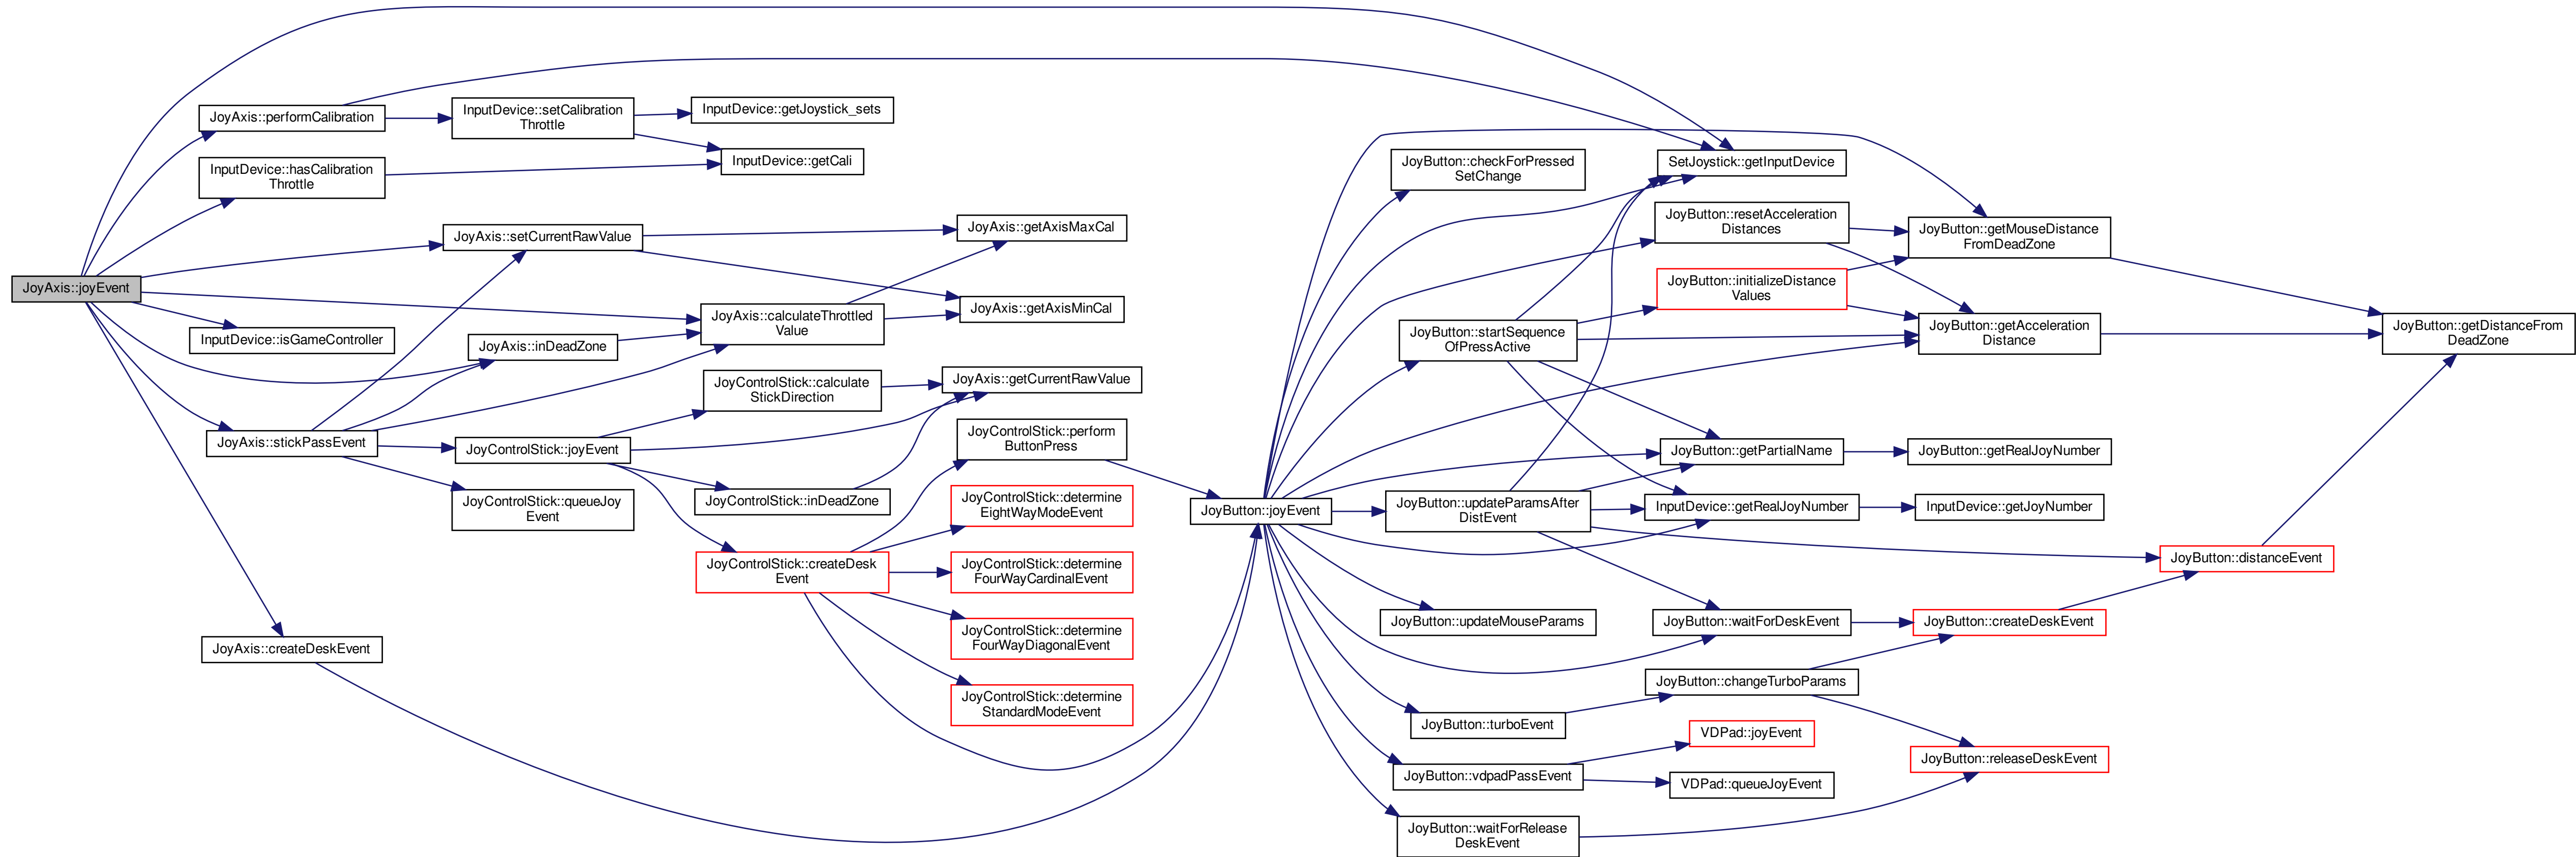 JoyAxis::joyEvent
JoyAxis::performCalibration
InputDevice::hasCalibration
Throttle
InputDevice::isGameController
JoyAxis::stickPassEvent
JoyAxis::createDeskEvent
InputDevice::setCalibration
Throttle
JoyAxis::setCurrentRawValue
JoyAxis::inDeadZone
JoyControlStick::joyEvent
JoyControlStick::queueJoy
Event
InputDevice::getJoystick_sets
InputDevice::getCali
JoyAxis::calculateThrottled
Value
JoyControlStick::calculate
StickDirection
JoyControlStick::inDeadZone
JoyControlStick::createDesk
Event
JoyAxis::getAxisMaxCal
JoyAxis::getAxisMinCal
JoyAxis::getCurrentRawValue
JoyControlStick::perform
ButtonPress
JoyControlStick::determine
EightWayModeEvent
JoyControlStick::determine
FourWayCardinalEvent
JoyControlStick::determine
FourWayDiagonalEvent
JoyControlStick::determine
StandardModeEvent
JoyButton::joyEvent
JoyButton::checkForPressed
SetChange
JoyButton::startSequence
OfPressActive
JoyButton::updateParamsAfter
DistEvent
JoyButton::updateMouseParams
JoyButton::turboEvent
JoyButton::vdpadPassEvent
JoyButton::waitForRelease
DeskEvent
SetJoystick::getInputDevice
JoyButton::resetAcceleration
Distances
JoyButton::initializeDistance
Values
JoyButton::getPartialName
InputDevice::getRealJoyNumber
JoyButton::waitForDeskEvent
JoyButton::changeTurboParams
VDPad::joyEvent
VDPad::queueJoyEvent
JoyButton::getMouseDistance
FromDeadZone
JoyButton::getAcceleration
Distance
JoyButton::getRealJoyNumber
InputDevice::getJoyNumber
JoyButton::createDeskEvent
JoyButton::releaseDeskEvent
JoyButton::distanceEvent
JoyButton::getDistanceFrom
DeadZone